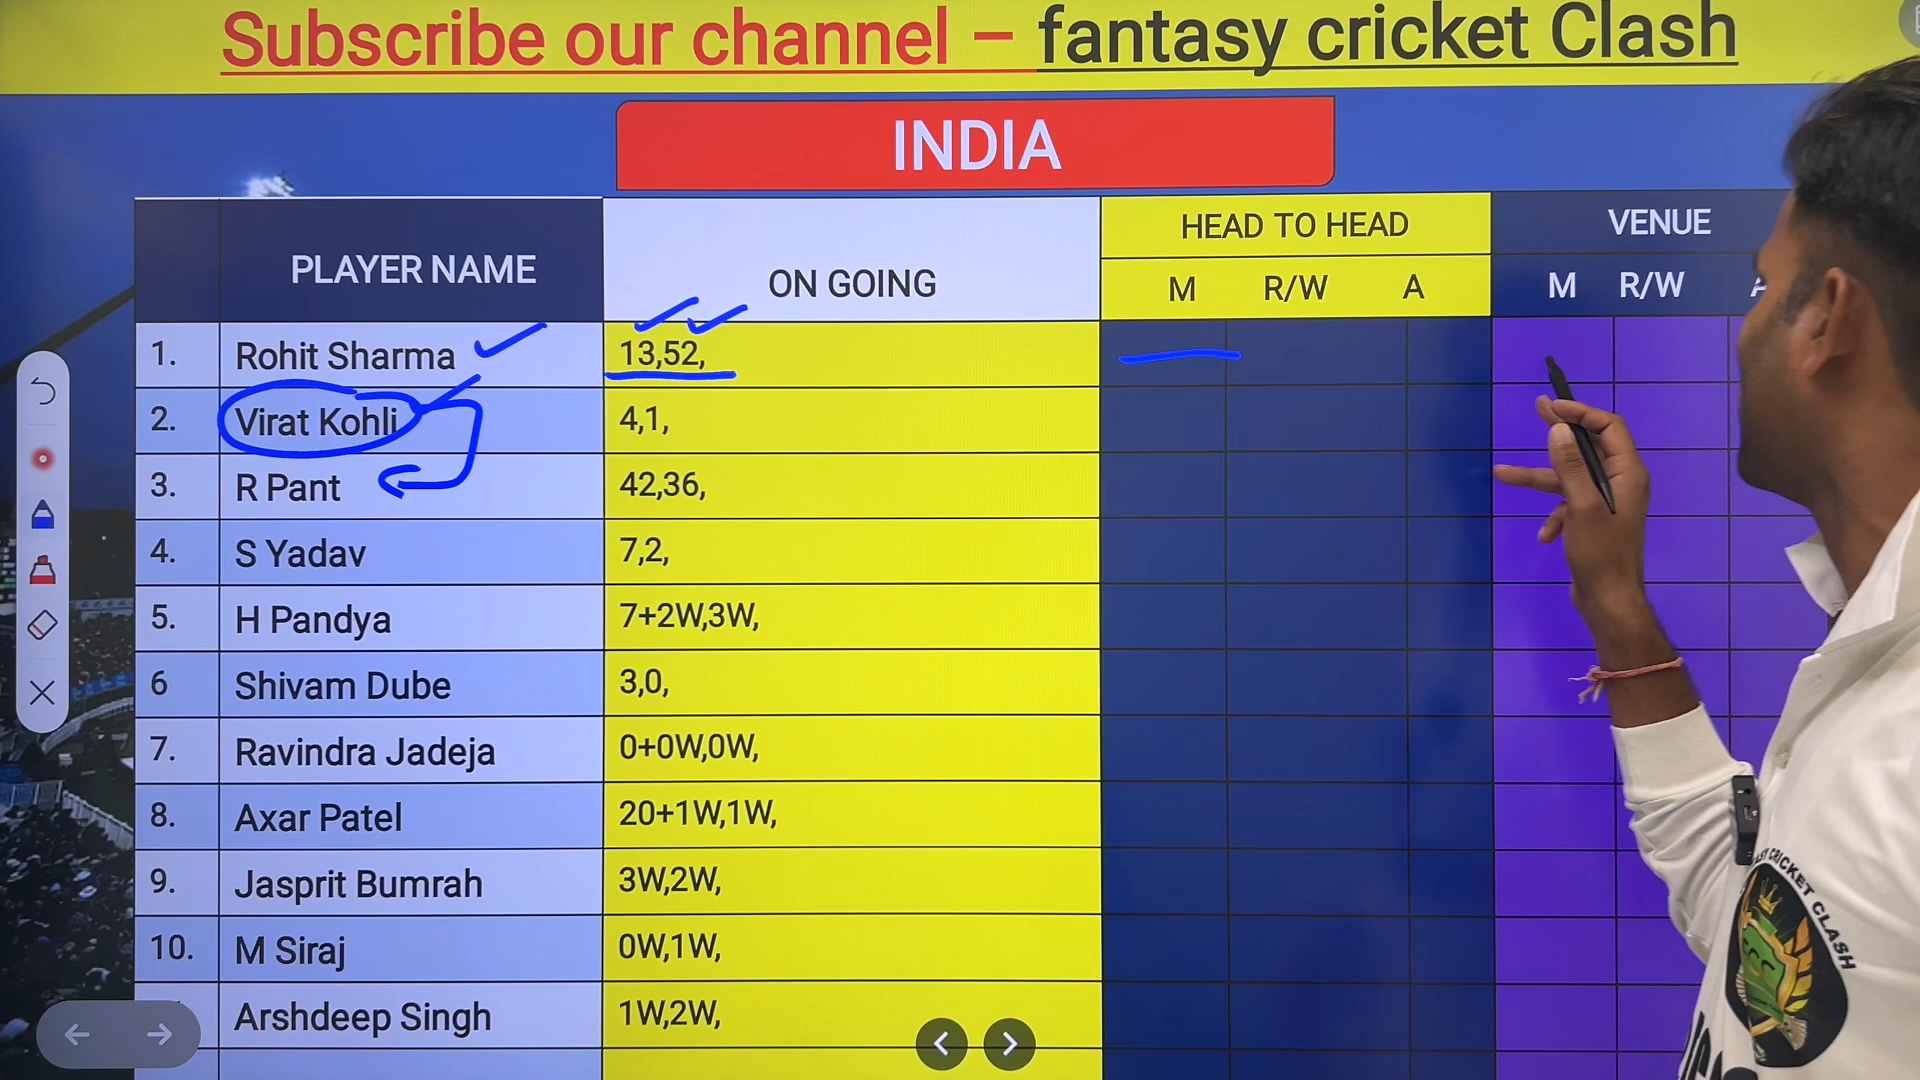 Subscribe our channel – fantasy cricket Clash
INDIA
PLAYER NAME ON GOING HEAD TO HEAD VENUE
M R/W A M R/W A
1. Rohit Sharma 13,52,
2. Virat Kohli 4,1,
3. R Pant 42,36,
4. S Yadav 7,2,
5. H Pandya 7+2W,3W,
6 Shivam Dube 3,0,
7. Ravindra Jadeja 0+0W,0W,
8. Axar Patel 20+1W,1W,
9. Jasprit Bumrah 3W,2W,
10. M Siraj 0W,1W,
Arshdeep Singh 1W,2W,
CRICKET CLASH